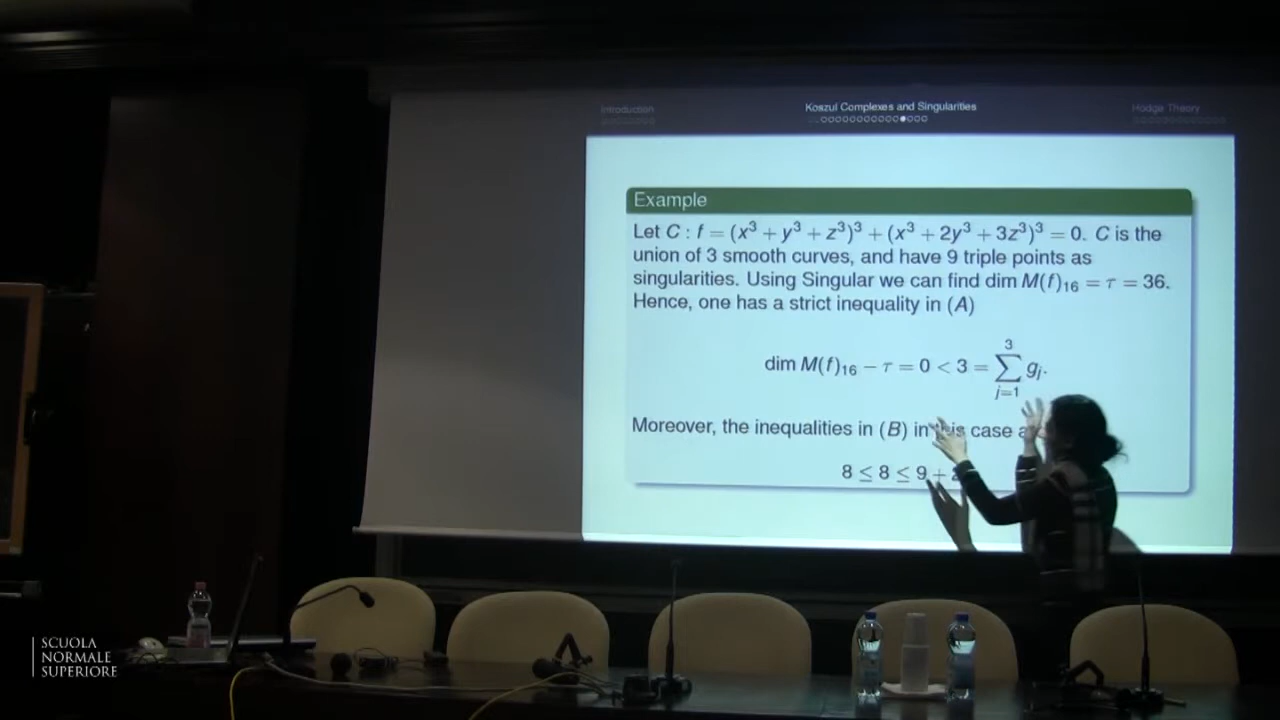 Introduction
Koszul Complexes and Singularities
Hodge Theory
Example
Let C : f = (x³ + y³ + z³)³ + (x³ + 2y³ + 3z³)³ = 0. C is the
union of 3 smooth curves, and have 9 triple points as
singularities. Using Singular we can find dim M(f)₁₆ = τ = 36.
Hence, one has a strict inequality in (A)
dim M(f)₁₆ − τ = 0 < 3 = ∑³ⱼ₌₁ gⱼ.
Moreover, the inequalities in (B) in this case
8 ≤ 8 ≤ 9 +
SCUOLA
NORMALE
SUPERIORE